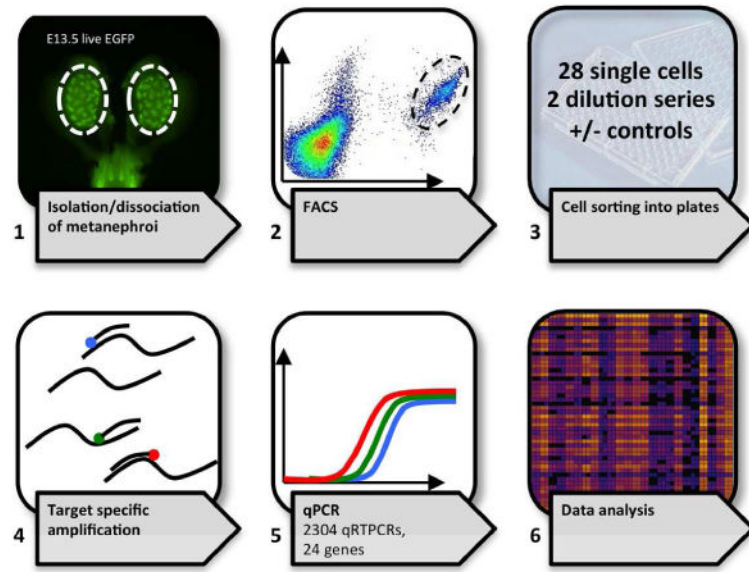 E13.5 live EGFP
1
Isolation/dissociation
of metanephroi
2
FACS
28 single cells
2 dilution series
+/- controls
3
Cell sorting into plates
4
Target specific
amplification
5
qPCR
2304 qRTPCRs,
24 genes
6
Data analysis